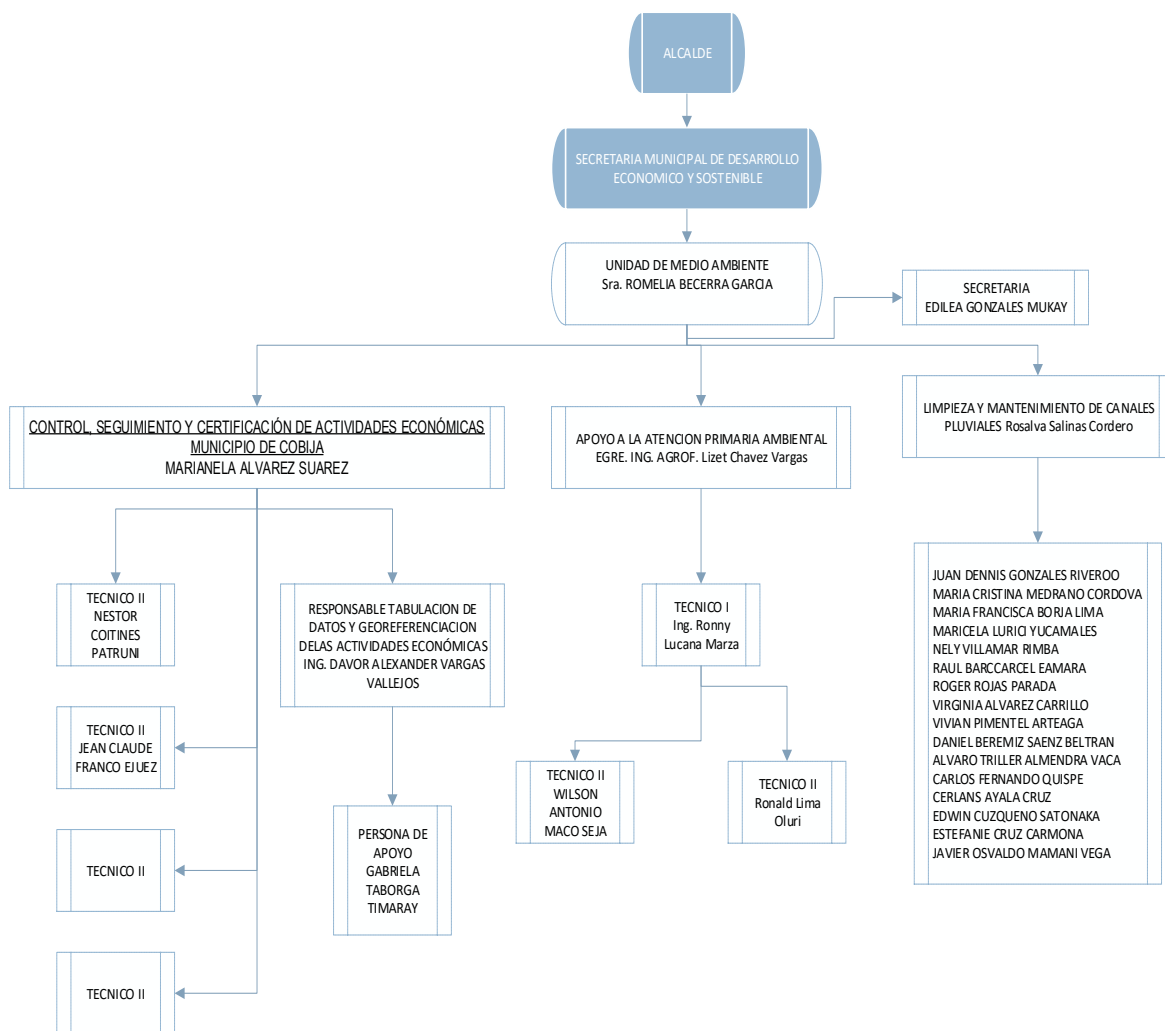 ALCALDE
SECRETARIA MUNICIPAL DE DESARROLLO
ECONOMICO Y SOSTENIBLE
UNIDAD DE MEDIO AMBIENTE
Sra. ROMELIA BECERRA GARCIA
SECRETARIA
EDILEA GONZALES MUKAY
CONTROL, SEGUIMIENTO Y CERTIFICACIÓN DE ACTIVIDADES ECONÓMICAS
MUNICIPIO DE COBIJA
MARIANELA ALVAREZ SUAREZ
APOYO A LA ATENCION PRIMARIA AMBIENTAL
EGRE. ING. AGROF. Lizet Chavez Vargas
LIMPIEZA Y MANTENIMIENTO DE CANALES
PLUVIALES Rosalva Salinas Cordero
TECNICO II
NESTOR
COITINES
PATRUNI
RESPONSABLE TABULACION DE
DATOS Y GEOREFERENCIACION
DELAS ACTIVIDADES ECONÓMICAS
ING. DAVOR ALEXANDER VARGAS
VALLEJOS
TECNICO I
Ing. Ronny
Lucana Marza
JUAN DENNIS GONZALES RIVEROO
MARIA CRISTINA MEDRANO CORDOVA
MARIA FRANCISCA BORJA LIMA
MARICELA LURICI YUCAMALES
NELY VILLAMAR RIMBA
RAUL BARCCARCEL EAMARA
ROGER ROJAS PARADA
VIRGINIA ALVAREZ CARRILLO
VIVIAN PIMENTEL ARTEAGA
DANIEL BEREMIZ SAENZ BELTRAN
ALVARO TRILLER ALMENDRA VACA
CARLOS FERNANDO QUISPE
CERLANS AYALA CRUZ
EDWIN CUZQUENO SATONAKA
ESTEFANIE CRUZ CARMONA
JAVIER OSVALDO MAMANI VEGA
TECNICO II
JEAN CLAUDE
FRANCO EJUEZ
TECNICO II
WILSON
ANTONIO
MACO SEJA
TECNICO II
Ronald Lima
Oluri
TECNICO II
PERSONA DE
APOYO
GABRIELA
TABORGA
TIMARAY
TECNICO II